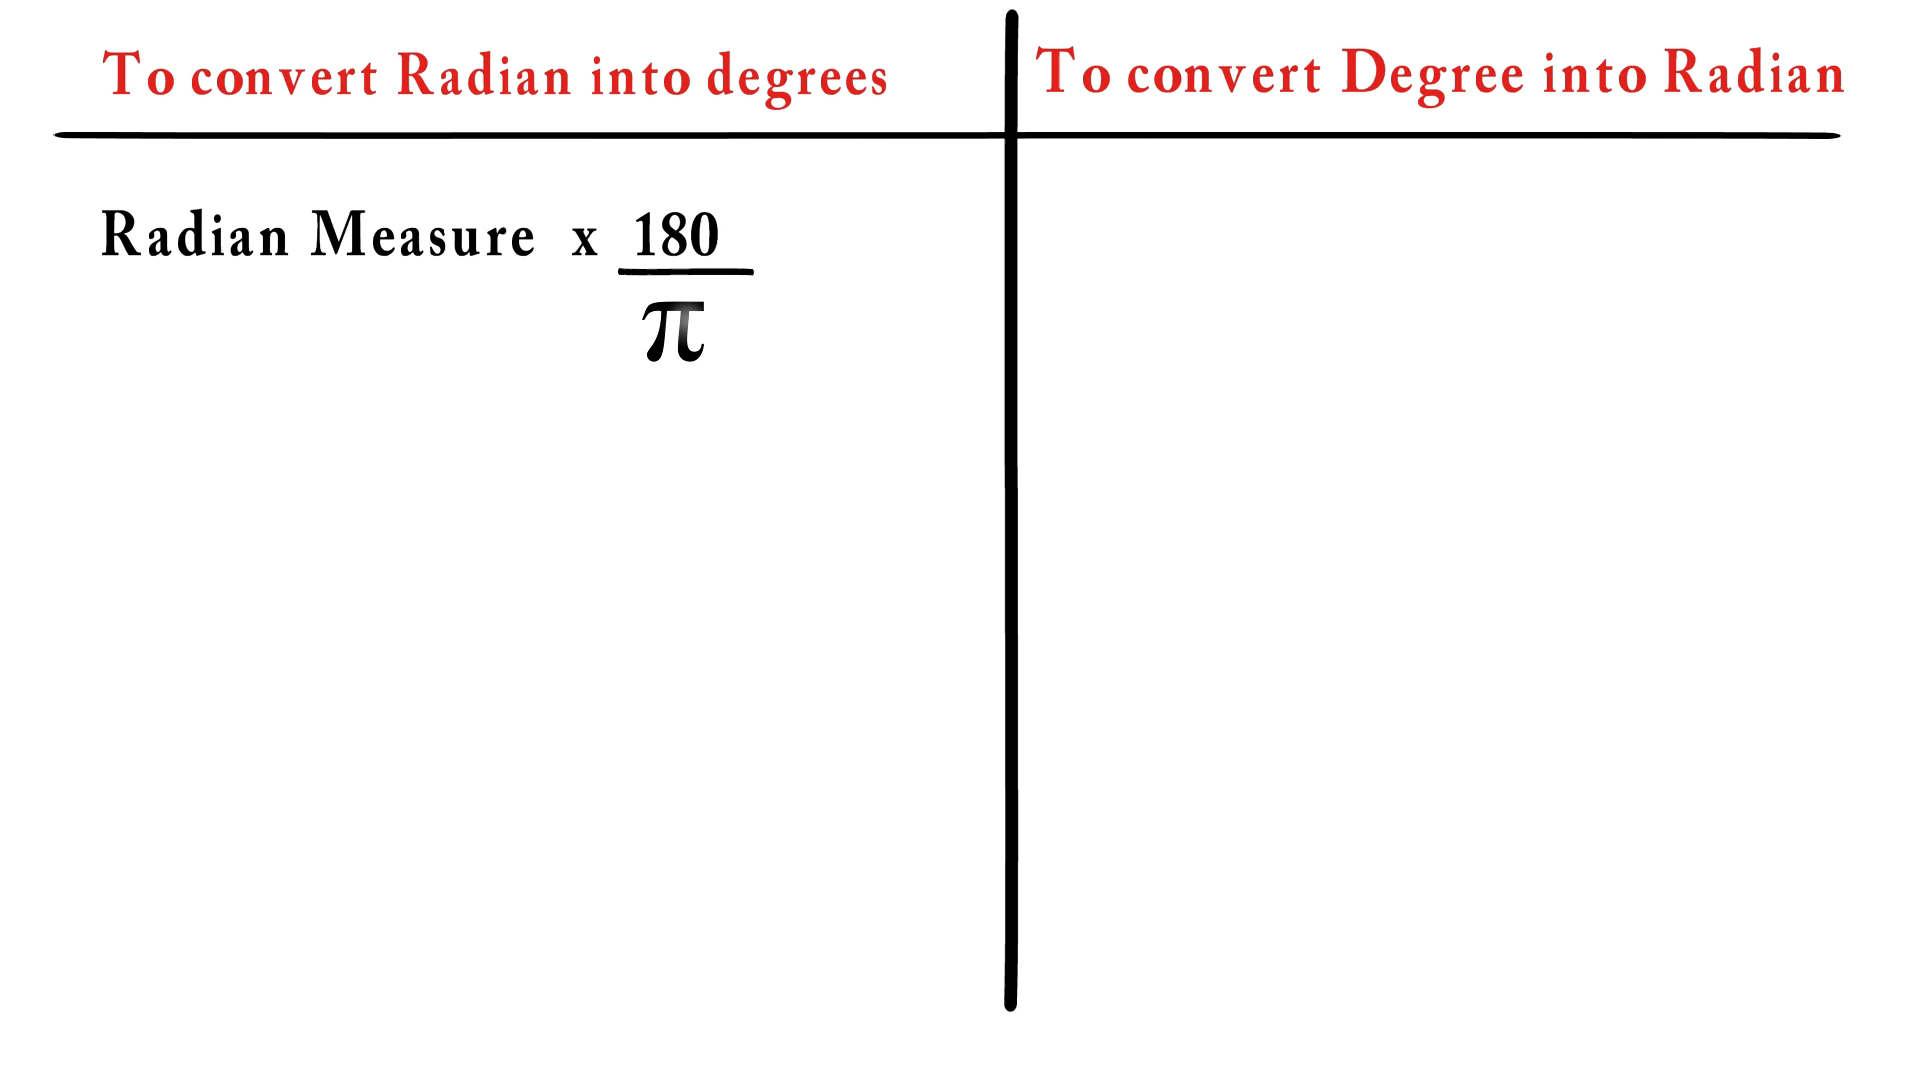 To convert Radian into degrees
To convert Degree into Radian
Radian Measure x 180
π